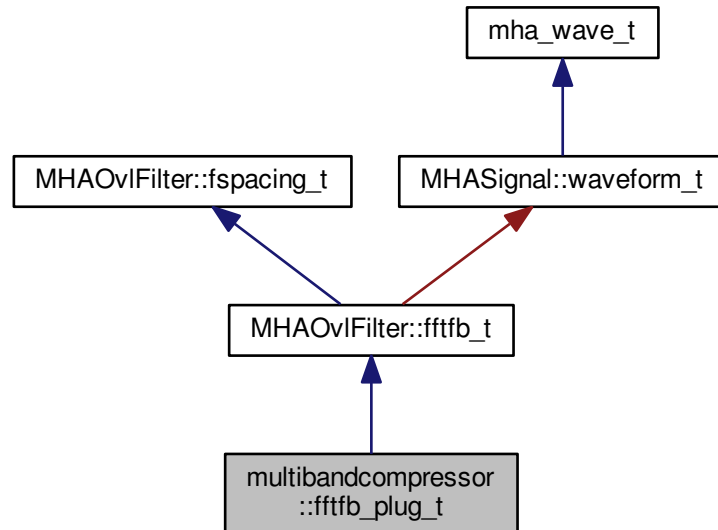 mha_wave_t
MHAOvlFilter::fspacing_t
MHASignal::waveform_t
MHAOvlFilter::fftfb_t
multibandcompressor
::fftfb_plug_t